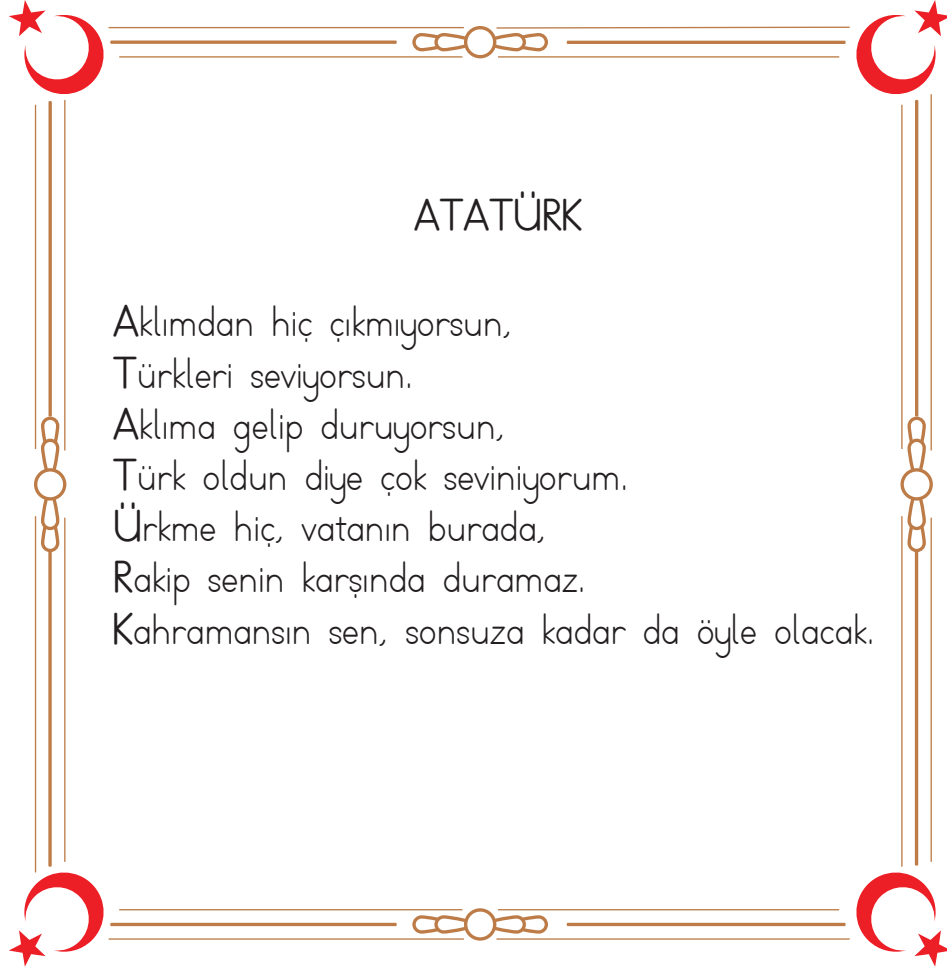 ATATÜRK
Aklımdan hiç çıkmıyorsun,
Türkleri seviyorsun.
Aklıma gelip duruyorsun,
Türk oldun diye çok seviniyorum.
Ürkme hiç, vatanın burada,
Rakip senin karşında duramaz.
Kahramansın sen, sonsuza kadar da öyle olacak.